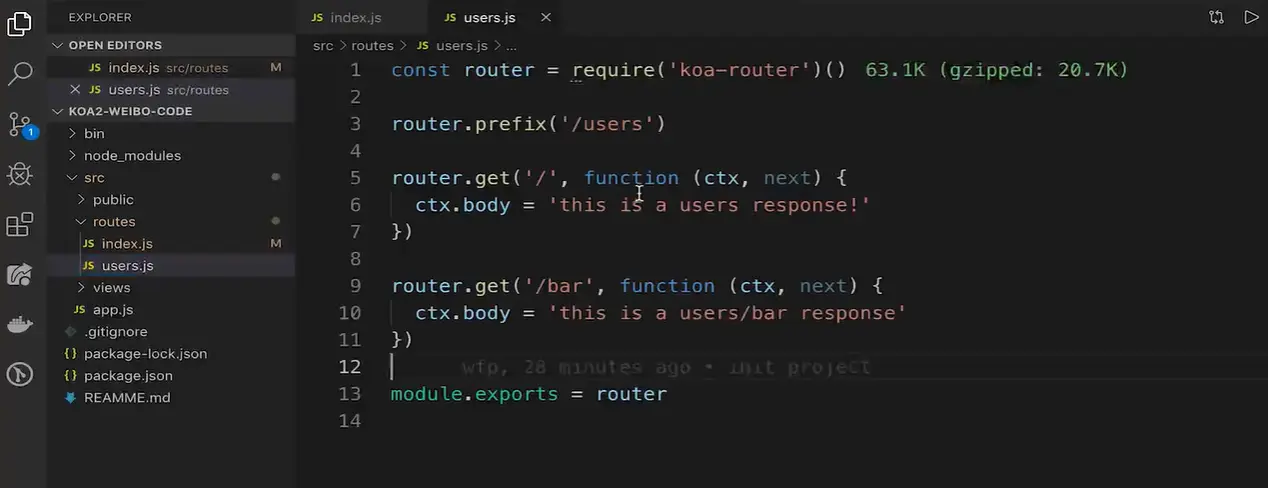 EXPLORER
OPEN EDITORS
JS index.js src/routes M
JS users.js src/routes
KOA2-WEIBO-CODE
bin
node_modules
src
public
routes
JS index.js M
JS users.js
views
JS app.js
.gitignore
{} package-lock.json
{} package.json
REAMME.md
1
JS index.js
JS users.js
src > routes > JS users.js > ...
1 const router = require('koa-router')() 63.1K (gzipped: 20.7K)
2
3 router.prefix('/users')
4
5 router.get('/', function (ctx, next) {
6 ctx.body = 'this is a users response!'
7 })
8
9 router.get('/bar', function (ctx, next) {
10 ctx.body = 'this is a users/bar response'
11 })
12 wfp, 28 minutes ago • init project
13 module.exports = router
14